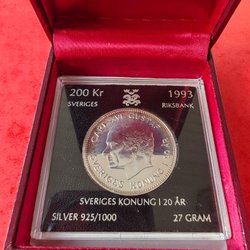 200 Kr 1993
SVERIGES RIKSBANK
CARL XVI GUSTAF
SVERIGES KONUNG
SVERIGES KONUNG I 20 ÅR
SILVER 925/1000 27 GRAM